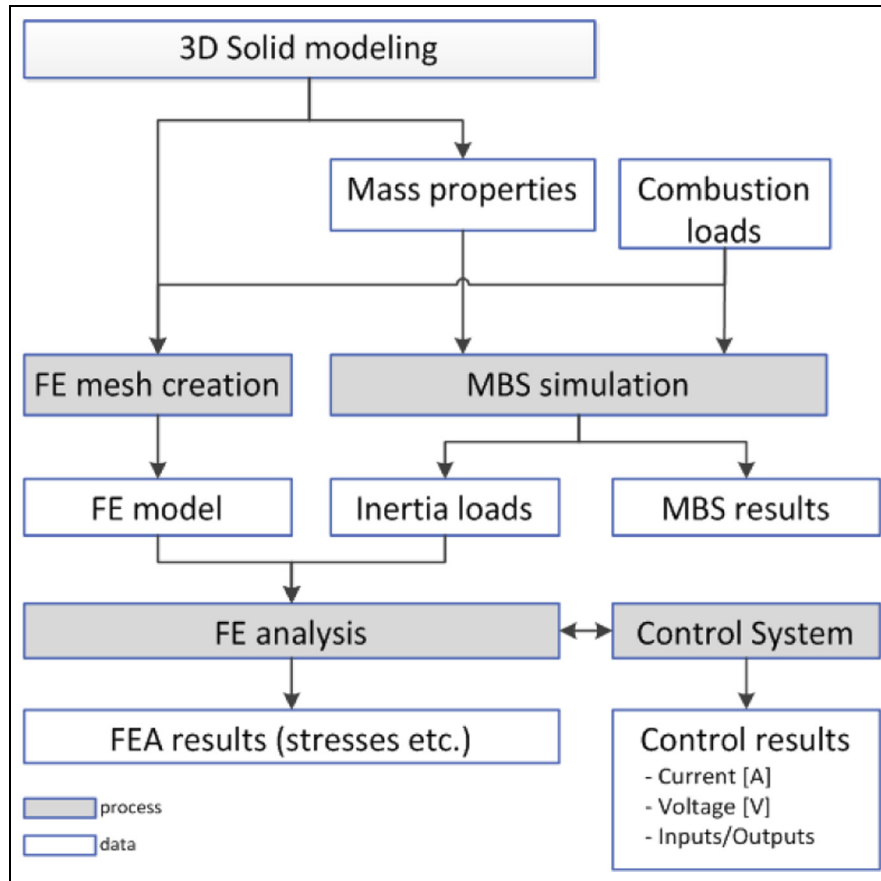 3D Solid modeling
Mass properties
Combustion
loads
FE mesh creation
MBS simulation
FE model
Inertia loads
MBS results
FE analysis
Control System
FEA results (stresses etc.)
Control results
- Current [A]
- Voltage [V]
- Inputs/Outputs
process
data